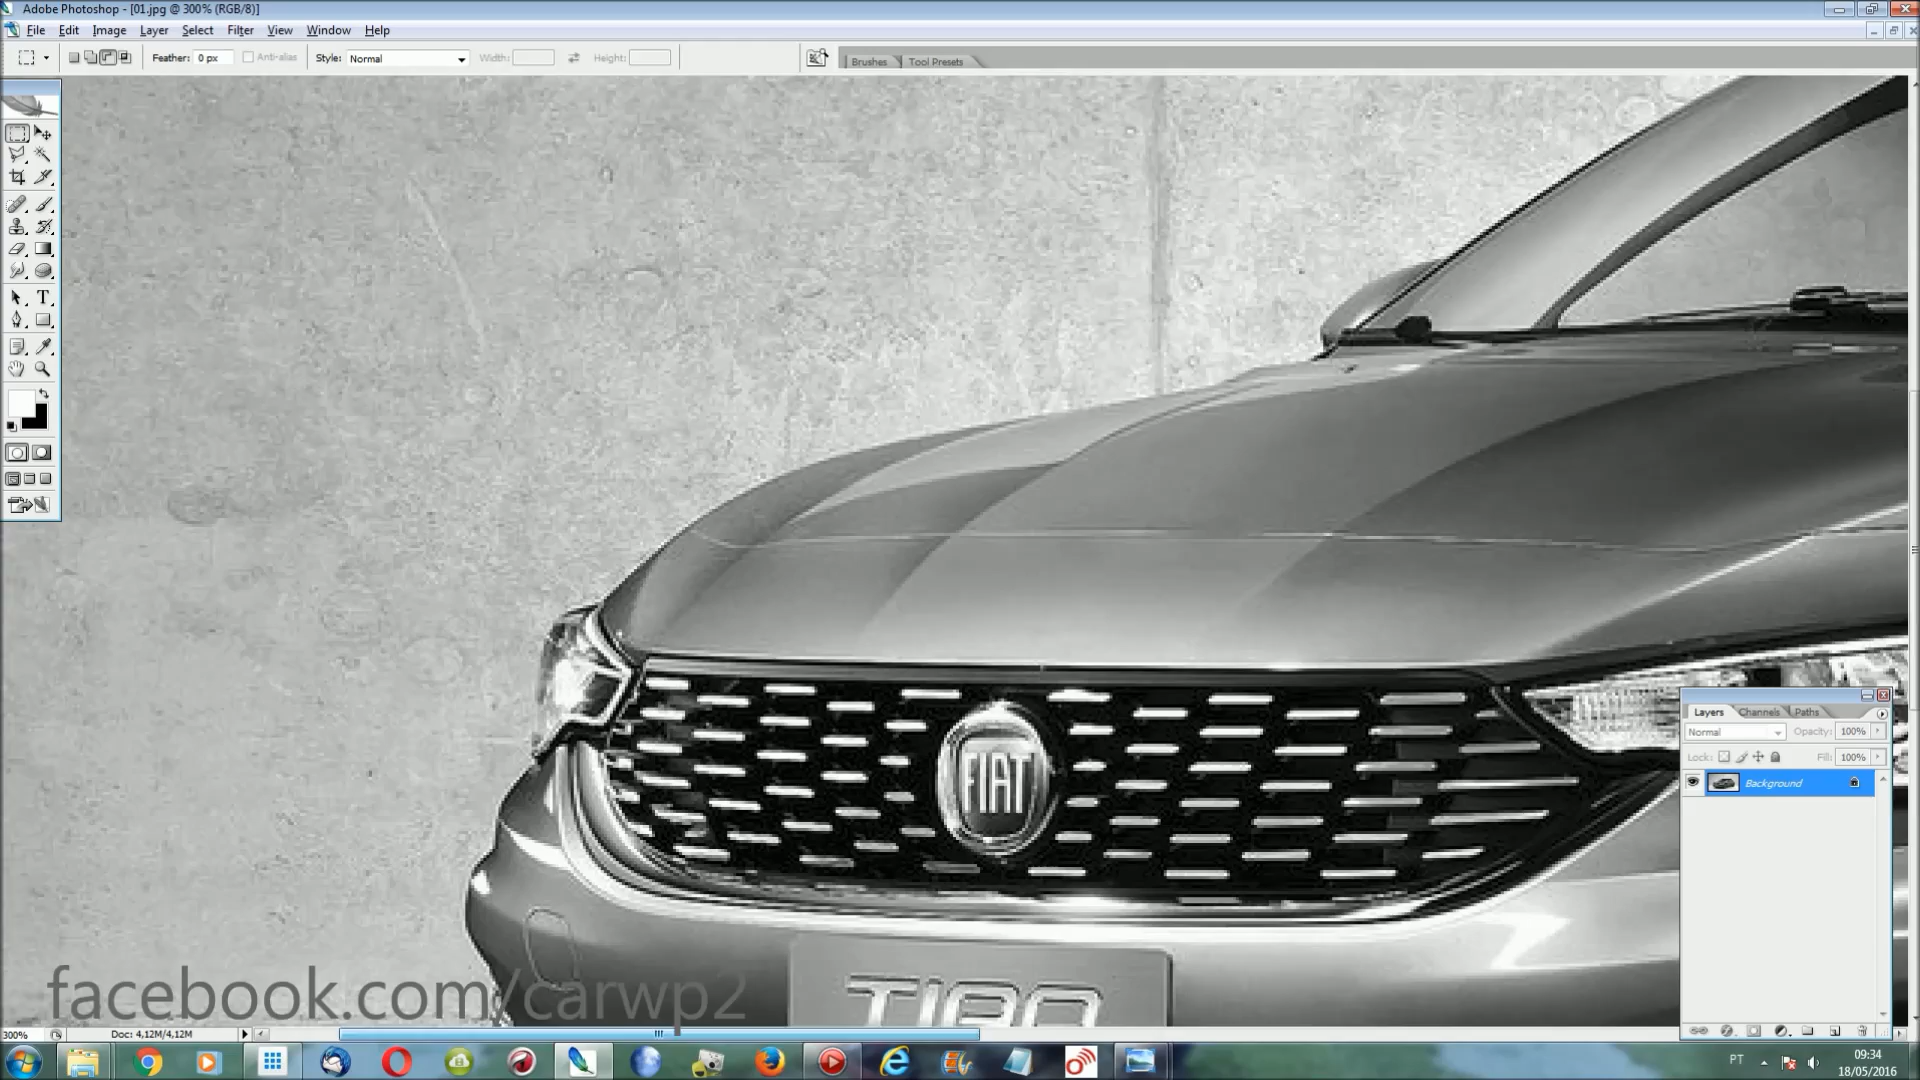 Adobe Photoshop - [01.jpg @ 300% (RGB/8)]
File Edit Image Layer Select Filter View Window Help
Feather: 0 px Anti-alias Style: Normal Width: Height: Brushes Tool Presets
FIAT
Layers Channels Paths
Normal Opacity: 100%
Lock: Fill: 100%
Background
TIPO
facebook.com/carwp2
300% Doc: 4,12M/4,12M
PT 09:34
18/05/2016